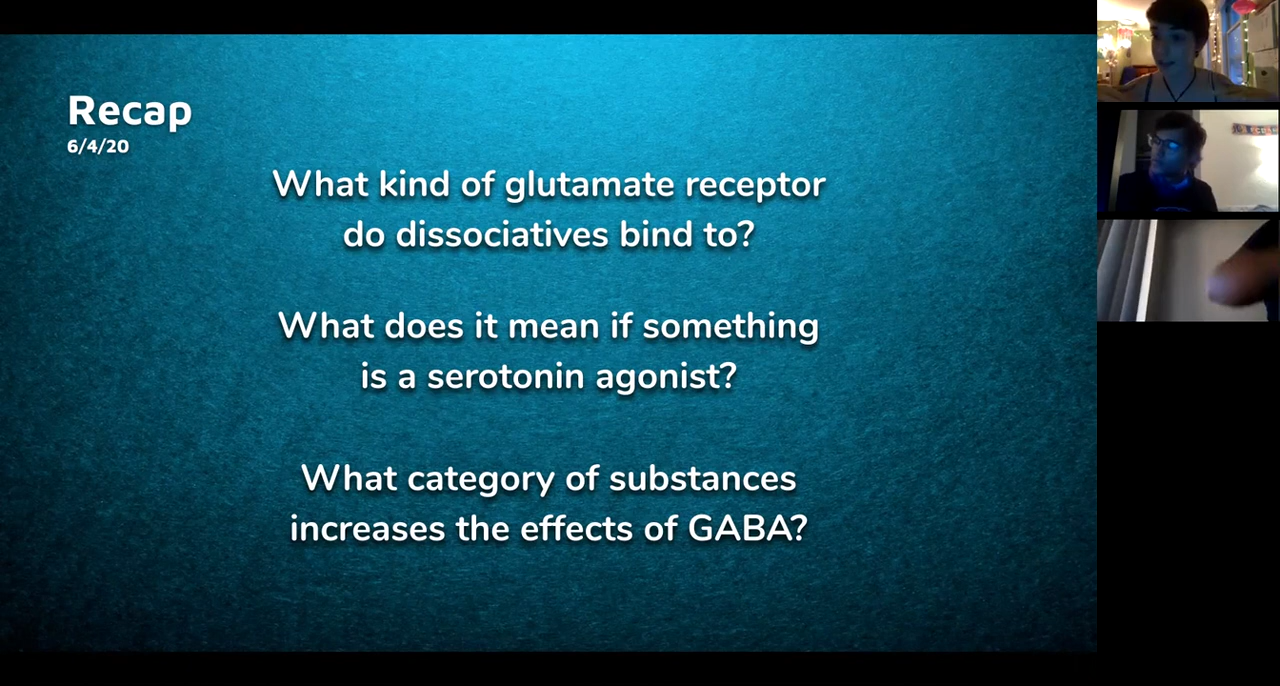 Recap
6/4/20
What kind of glutamate receptor
do dissociatives bind to?
What does it mean if something
is a serotonin agonist?
What category of substances
increases the effects of GABA?